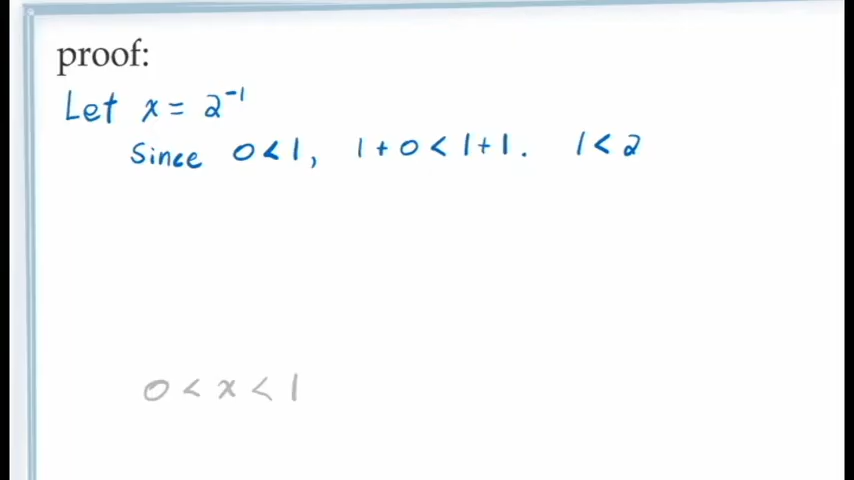 proof:
Let x = 2⁻¹
Since 0 < 1, 1 + 0 < 1 + 1. 1 < 2
0 < x < 1